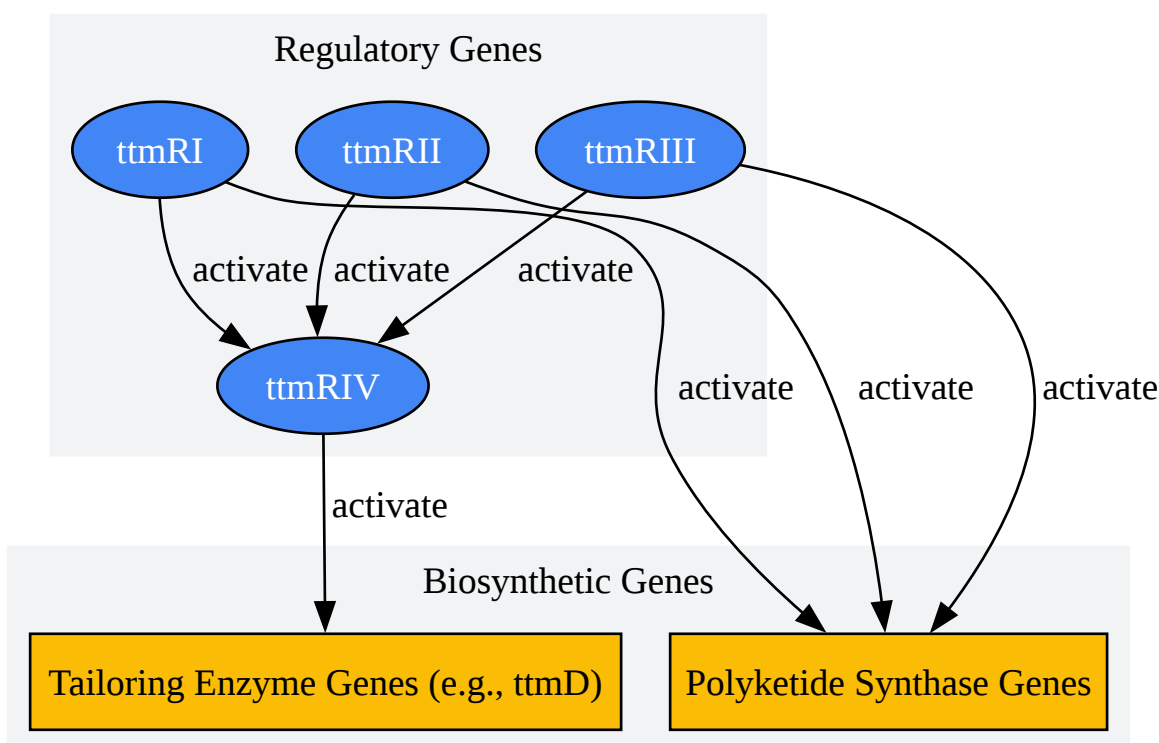 Regulatory Genes
ttmRI
ttmRII
ttmRIII
activate
activate
activate
ttmRIV
activate
activate
activate
activate
Biosynthetic Genes
Tailoring Enzyme Genes (e.g., ttmD)
Polyketide Synthase Genes